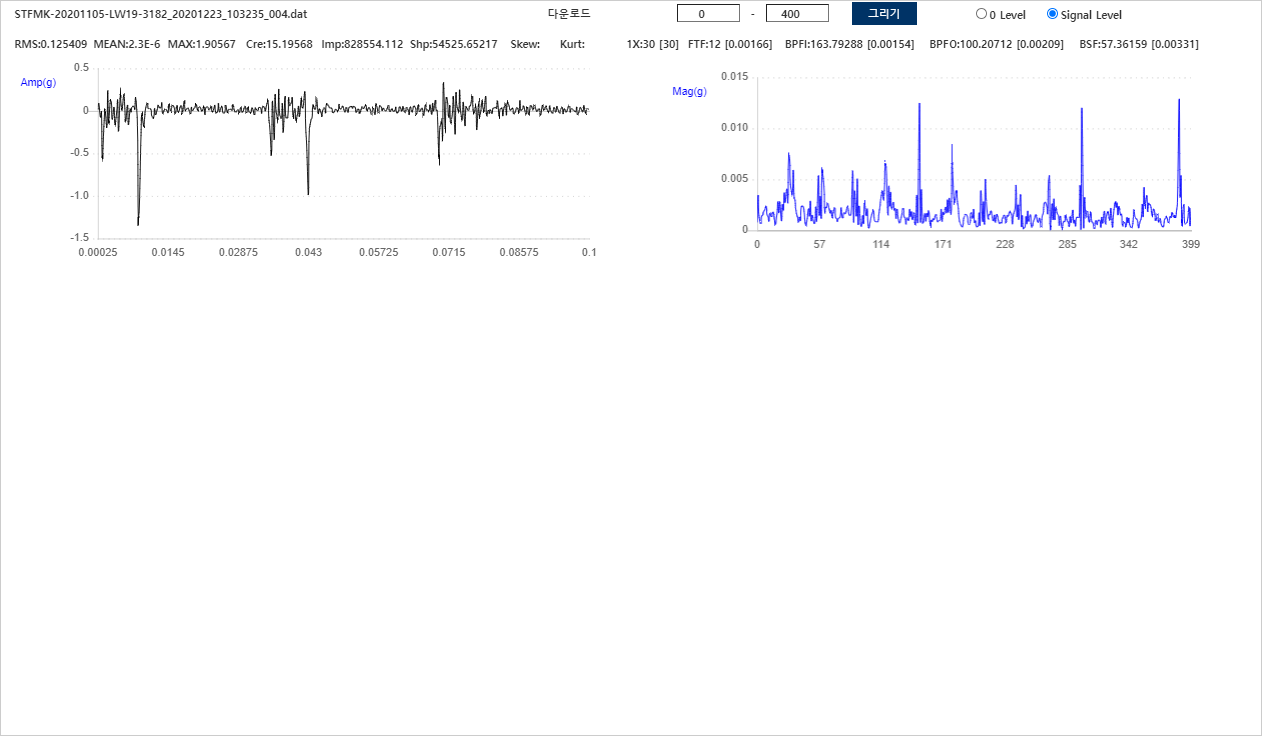 STFMK-20201105-LW19-3182_20201223_103235_004.dat 다운로드 0 - 400 그리기 0 Level Signal Level
RMS:0.125409 MEAN:2.3E-6 MAX:1.90567 Cre:15.19568 Imp:828554.112 Shp:54525.65217 Skew: Kurt: 1X:30 [30] FTF:12 [0.00166] BPFI:163.79288 [0.00154] BPFO:100.20712 [0.00209] BSF:57.36159 [0.00331]
Amp(g)
0.5
0
-0.5
-1.0
-1.5
0.00025 0.0145 0.02875 0.043 0.05725 0.0715 0.08575 0.1
Mag(g)
0.015
0.010
0.005
0
0 57 114 171 228 285 342 399